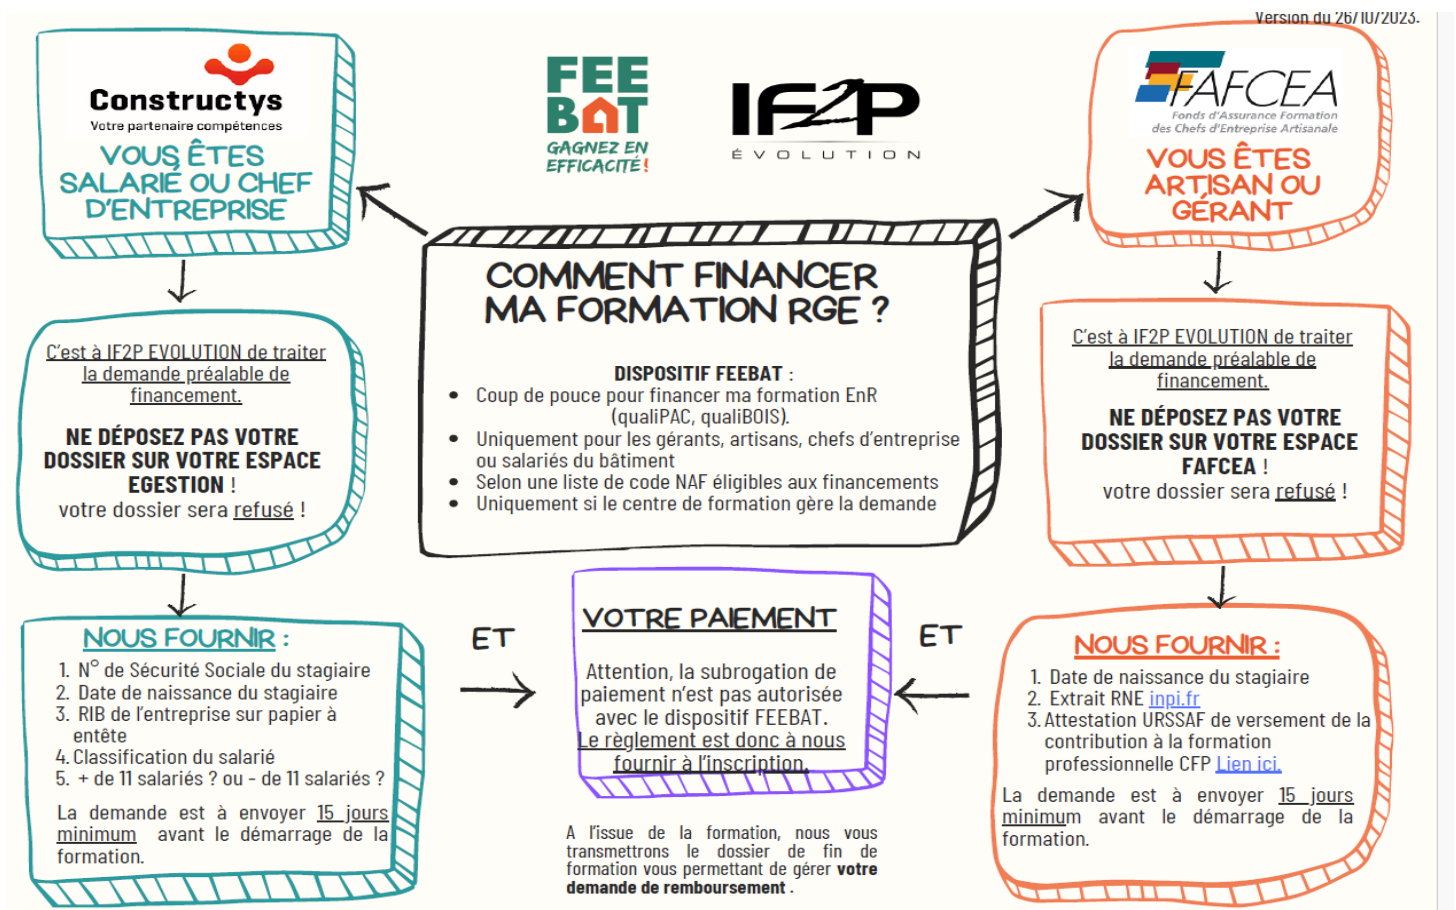 Version du 26/10/2023.
Constructys
Votre partenaire compétences
VOUS ÊTES
SALARIÉ OU CHEF
D'ENTREPRISE
FEE
BAT
GAGNEZ EN
EFFICACITÉ !
IF2P
ÉVOLUTION
FAFCEA
Fonds d'Assurance Formation
des Chefs d'Entreprise Artisanale
VOUS ÊTES
ARTISAN OU
GÉRANT
COMMENT FINANCER
MA FORMATION RGE ?
DISPOSITIF FEEBAT :
• Coup de pouce pour financer ma formation EnR
(qualiPAC, qualiBOIS).
• Uniquement pour les gérants, artisans, chefs d'entreprise
ou salariés du bâtiment
• Selon une liste de code NAF éligibles aux financements
• Uniquement si le centre de formation gère la demande
C'est à IF2P EVOLUTION de traiter
la demande préalable de
financement.
NE DÉPOSEZ PAS VOTRE
DOSSIER SUR VOTRE ESPACE
EGESTION !
votre dossier sera refusé !
C'est à IF2P EVOLUTION de traiter
la demande préalable de
financement.
NE DÉPOSEZ PAS VOTRE
DOSSIER SUR VOTRE ESPACE
FAFCEA !
votre dossier sera refusé !
NOUS FOURNIR :
1. N° de Sécurité Sociale du stagiaire
2. Date de naissance du stagiaire
3. RIB de l'entreprise sur papier à
entête
4. Classification du salarié
5. + de 11 salariés ? ou - de 11 salariés ?
La demande est à envoyer 15 jours
minimum avant le démarrage de la
formation.
ET
VOTRE PAIEMENT
Attention, la subrogation de
paiement n'est pas autorisée
avec le dispositif FEEBAT.
Le règlement est donc à nous
fournir à l'inscription.
A l'issue de la formation, nous vous
transmettrons le dossier de fin de
formation vous permettant de gérer votre
demande de remboursement .
ET
NOUS FOURNIR :
1. Date de naissance du stagiaire
2. Extrait RNE inpi.fr
3. Attestation URSSAF de versement de la
contribution à la formation
professionnelle CFP Lien ici.
La demande est à envoyer 15 jours
minimum avant le démarrage de la
formation.